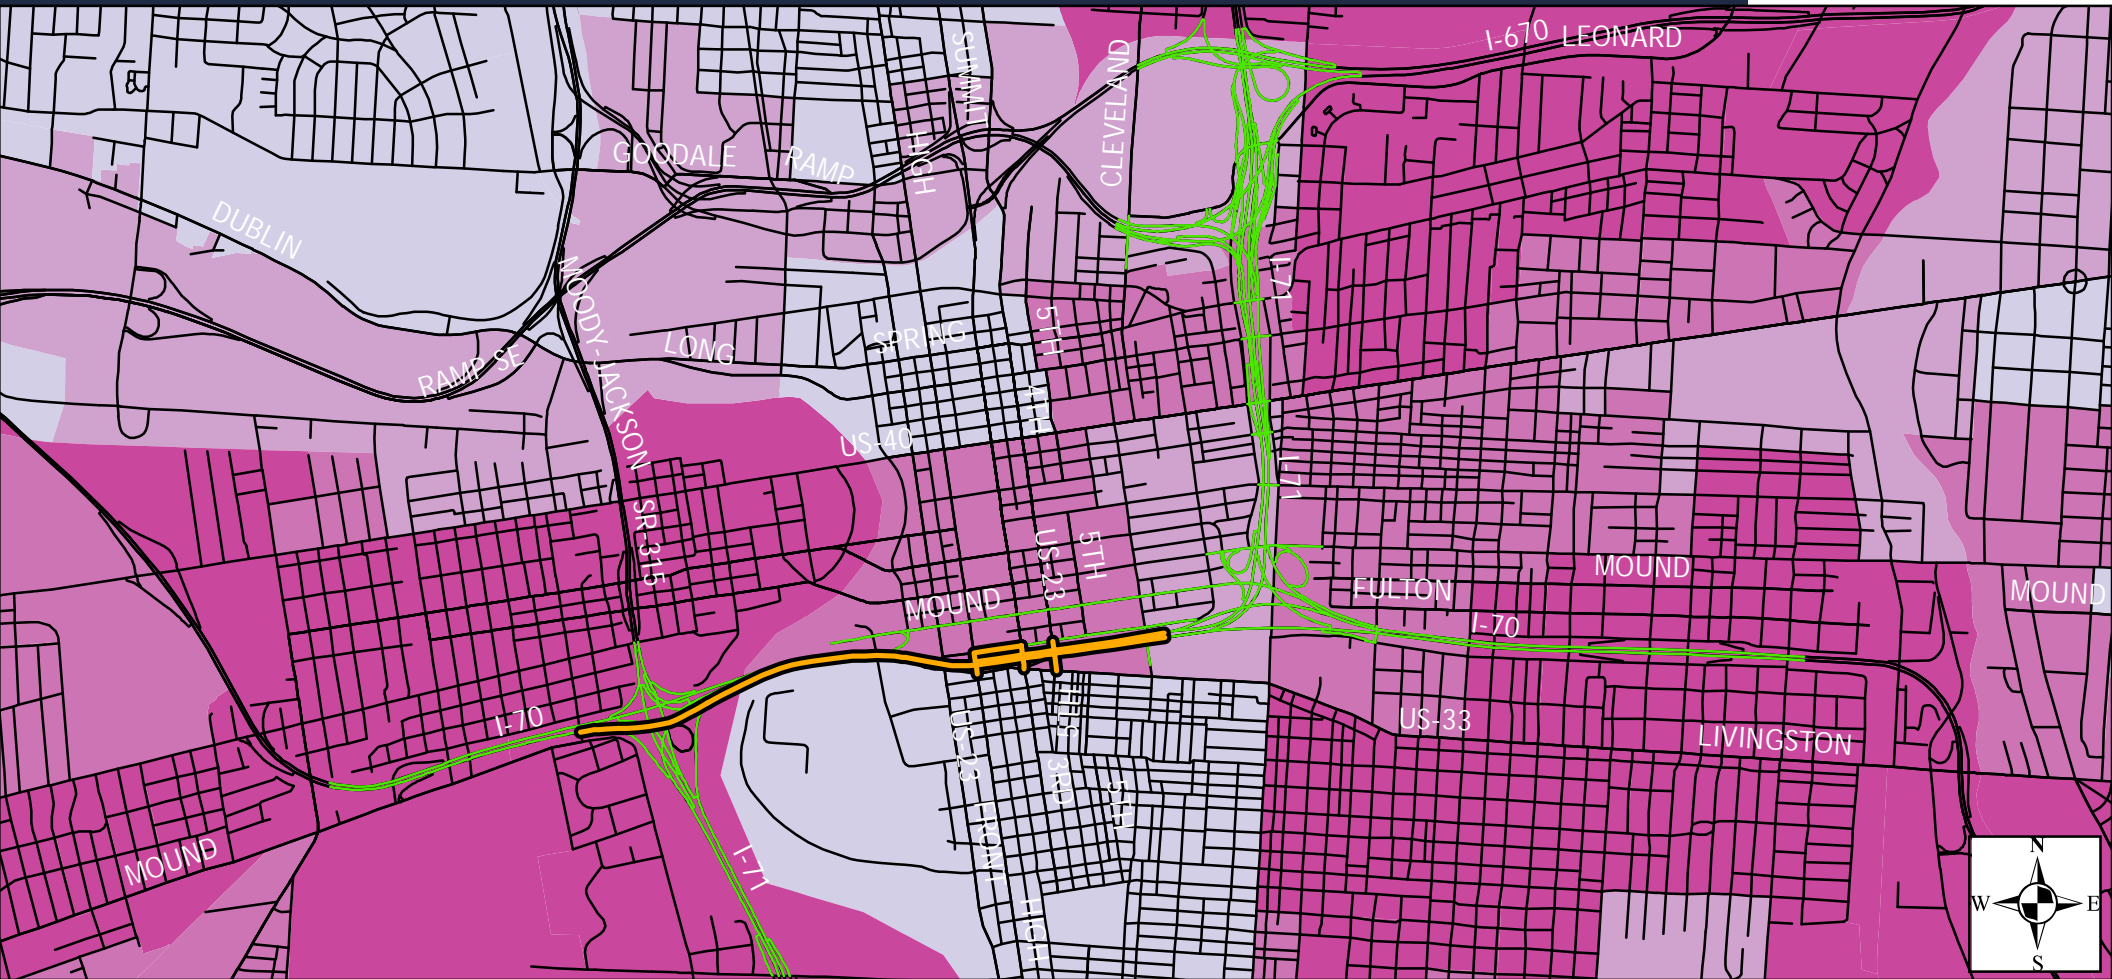 I-670
LEONARD
SUMMIT
CLEVELAND
GOODALE
RAMP
HIGH
DUBLIN
MOODY-JACKSON
I-71
5TH
SPRING
LONG
RAMP SE
4TH
US-40
I-71
SR-315
US-23
5TH
MOUND
MOUND
FULTON
MOUND
I-70
I-70
US-33
LIVINGSTON
US-23
3RD
5TH
FRONT
MOUND
I-71
HIGH
N
W
E
S